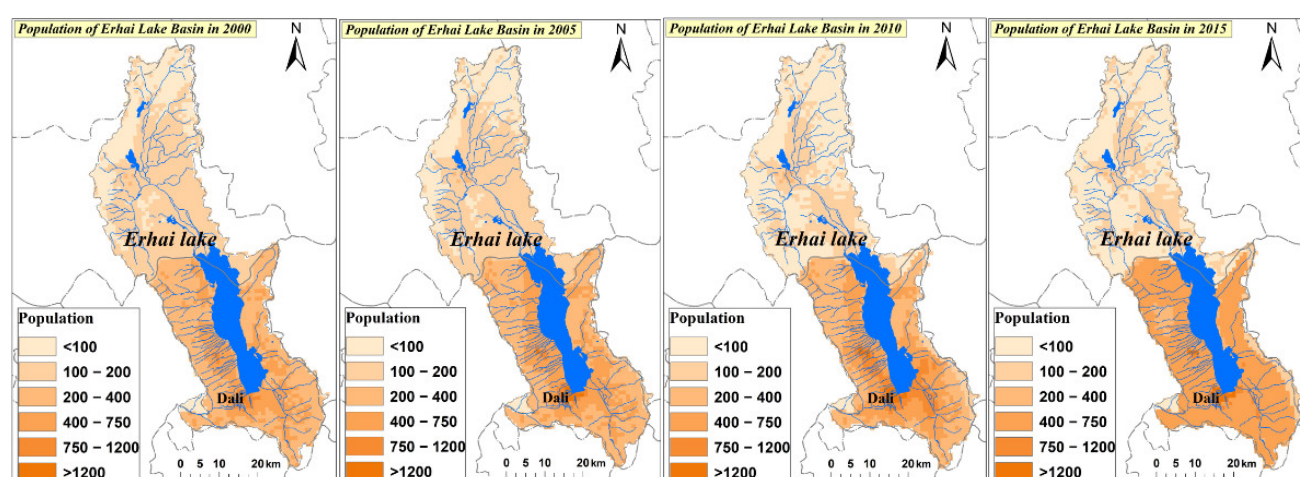 Population of Erhai Lake Basin in 2000
N
Erhai lake
Dali
Population
<100
100 – 200
200 – 400
400 – 750
750 – 1200
>1200
0 5 10 20 km
Population of Erhai Lake Basin in 2005
N
Erhai lake
Dali
Population
<100
100 – 200
200 – 400
400 – 750
750 – 1200
>1200
0 5 10 20 km
Population of Erhai Lake Basin in 2010
N
Erhai lake
Dali
Population
<100
100 – 200
200 – 400
400 – 750
750 – 1200
>1200
0 5 10 20 km
Population of Erhai Lake Basin in 2015
N
Erhai lake
Dali
Population
<100
100 – 200
200 – 400
400 – 750
750 – 1200
>1200
0 5 10 20 km